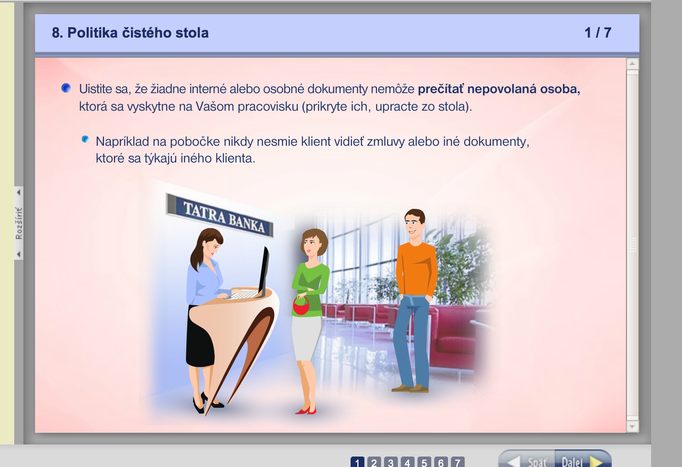 8. Politika čistého stola
1 / 7
Uistite sa, že žiadne interné alebo osobné dokumenty nemôže prečítať nepovolaná osoba,
ktorá sa vyskytne na Vašom pracovisku (prikryte ich, upracte zo stola).
Napríklad na pobočke nikdy nesmie klient vidieť zmluvy alebo iné dokumenty,
ktoré sa týkajú iného klienta.
Rozšíriť
TATRA BANKA
1 2 3 4 5 6 7
Späť
Ďalej